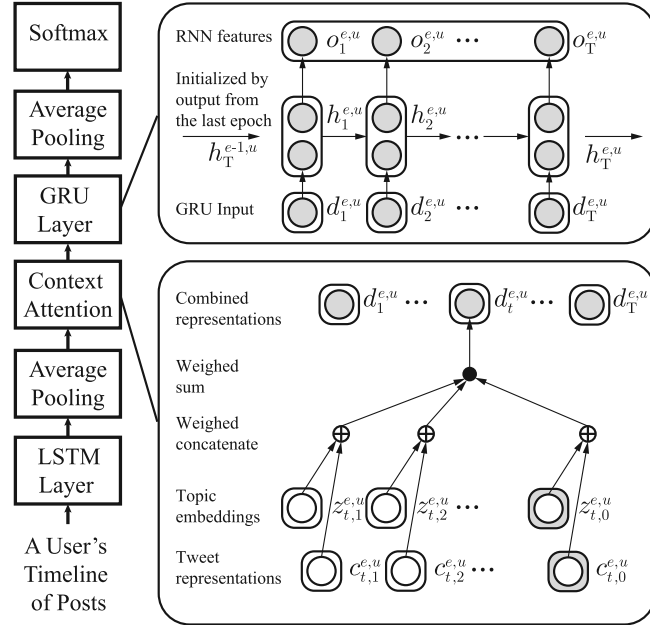 Softmax
Average
Pooling
GRU
Layer
Context
Attention
Average
Pooling
LSTM
Layer
A User's
Timeline
of Posts
RNN features
o_1^{e,u} o_2^{e,u} ... o_T^{e,u}
Initialized by
output from
the last epoch
h_T^{e-1,u} h_1^{e,u} h_2^{e,u} ... h_T^{e,u}
GRU Input
d_1^{e,u} d_2^{e,u} ... d_T^{e,u}
Combined
representations
d_1^{e,u} ... d_t^{e,u} ... d_T^{e,u}
Weighed
sum
Weighed
concatenate
Topic
embeddings
z_{t,1}^{e,u} z_{t,2}^{e,u} ... z_{t,0}^{e,u}
Tweet
representations
c_{t,1}^{e,u} c_{t,2}^{e,u} ... c_{t,0}^{e,u}